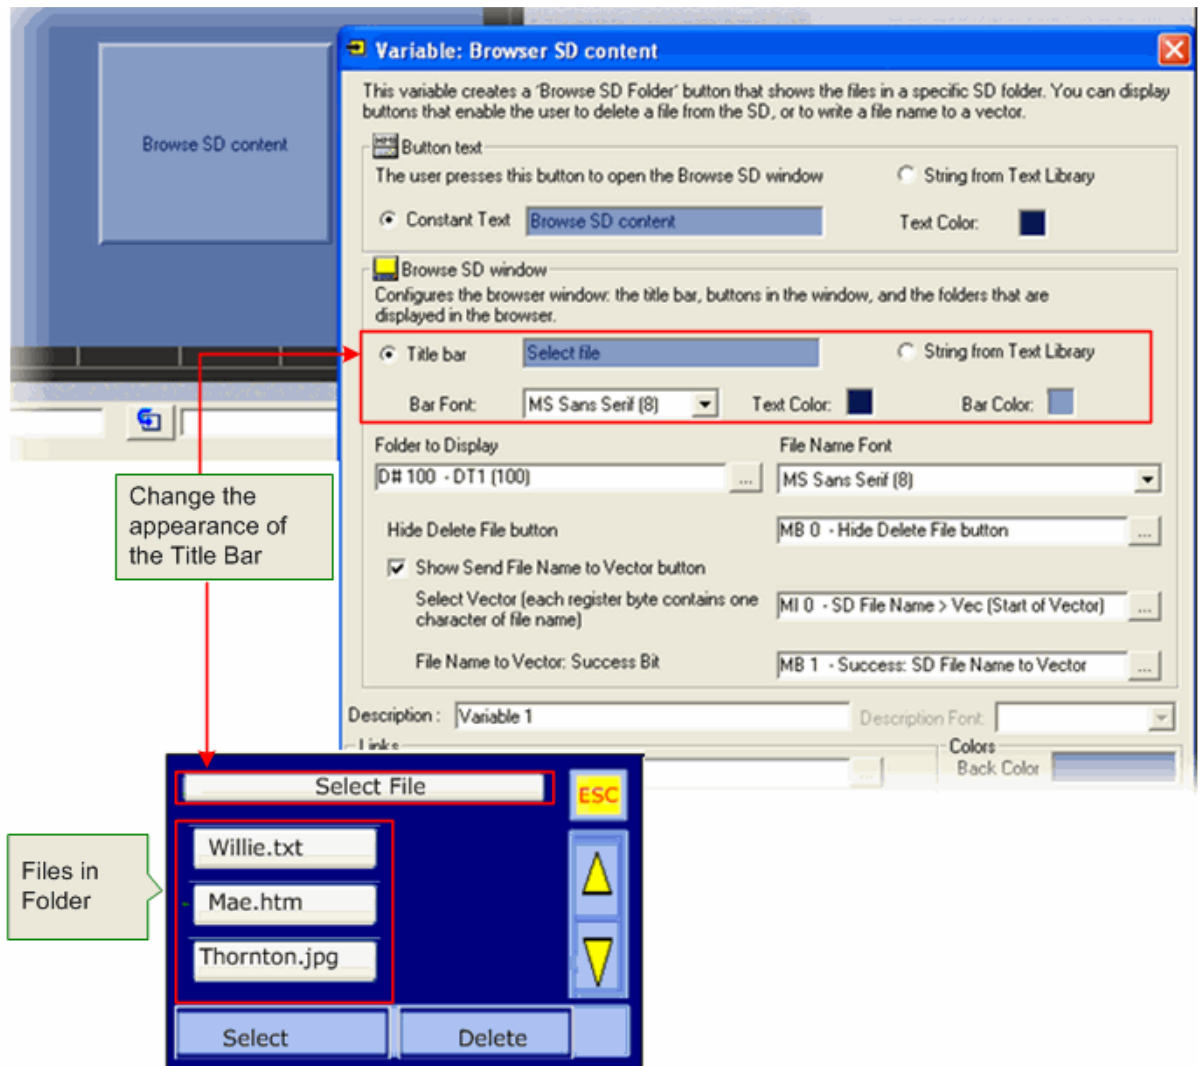 Variable: Browser SD content
This variable creates a 'Browse SD Folder' button that shows the files in a specific SD folder. You can display
buttons that enable the user to delete a file from the SD, or to write a file name to a vector.
Browse SD content
Button text
The user presses this button to open the Browse SD window
String from Text Library
Constant Text
Browse SD content
Text Color:
Browse SD window
Configures the browser window: the title bar, buttons in the window, and the folders that are
displayed in the browser.
Title bar
Select file
String from Text Library
Bar Font:
MS Sans Serif (8)
Text Color:
Bar Color:
Folder to Display
File Name Font
D# 100 - DT1 (100)
...
MS Sans Serif (8)
Change the
appearance of
the Title Bar
Hide Delete File button
MB 0 - Hide Delete File button
...
Show Send File Name to Vector button
Select Vector (each register byte contains one
character of file name)
MI 0 - SD File Name > Vec (Start of Vector)
...
File Name to Vector: Success Bit
MB 1 - Success: SD File Name to Vector
...
Description :
Variable 1
Description Font:
Links
...
Colors
Back Color
Select File
ESC
Files in
Folder
Willie.txt
Mae.htm
Thornton.jpg
Select
Delete